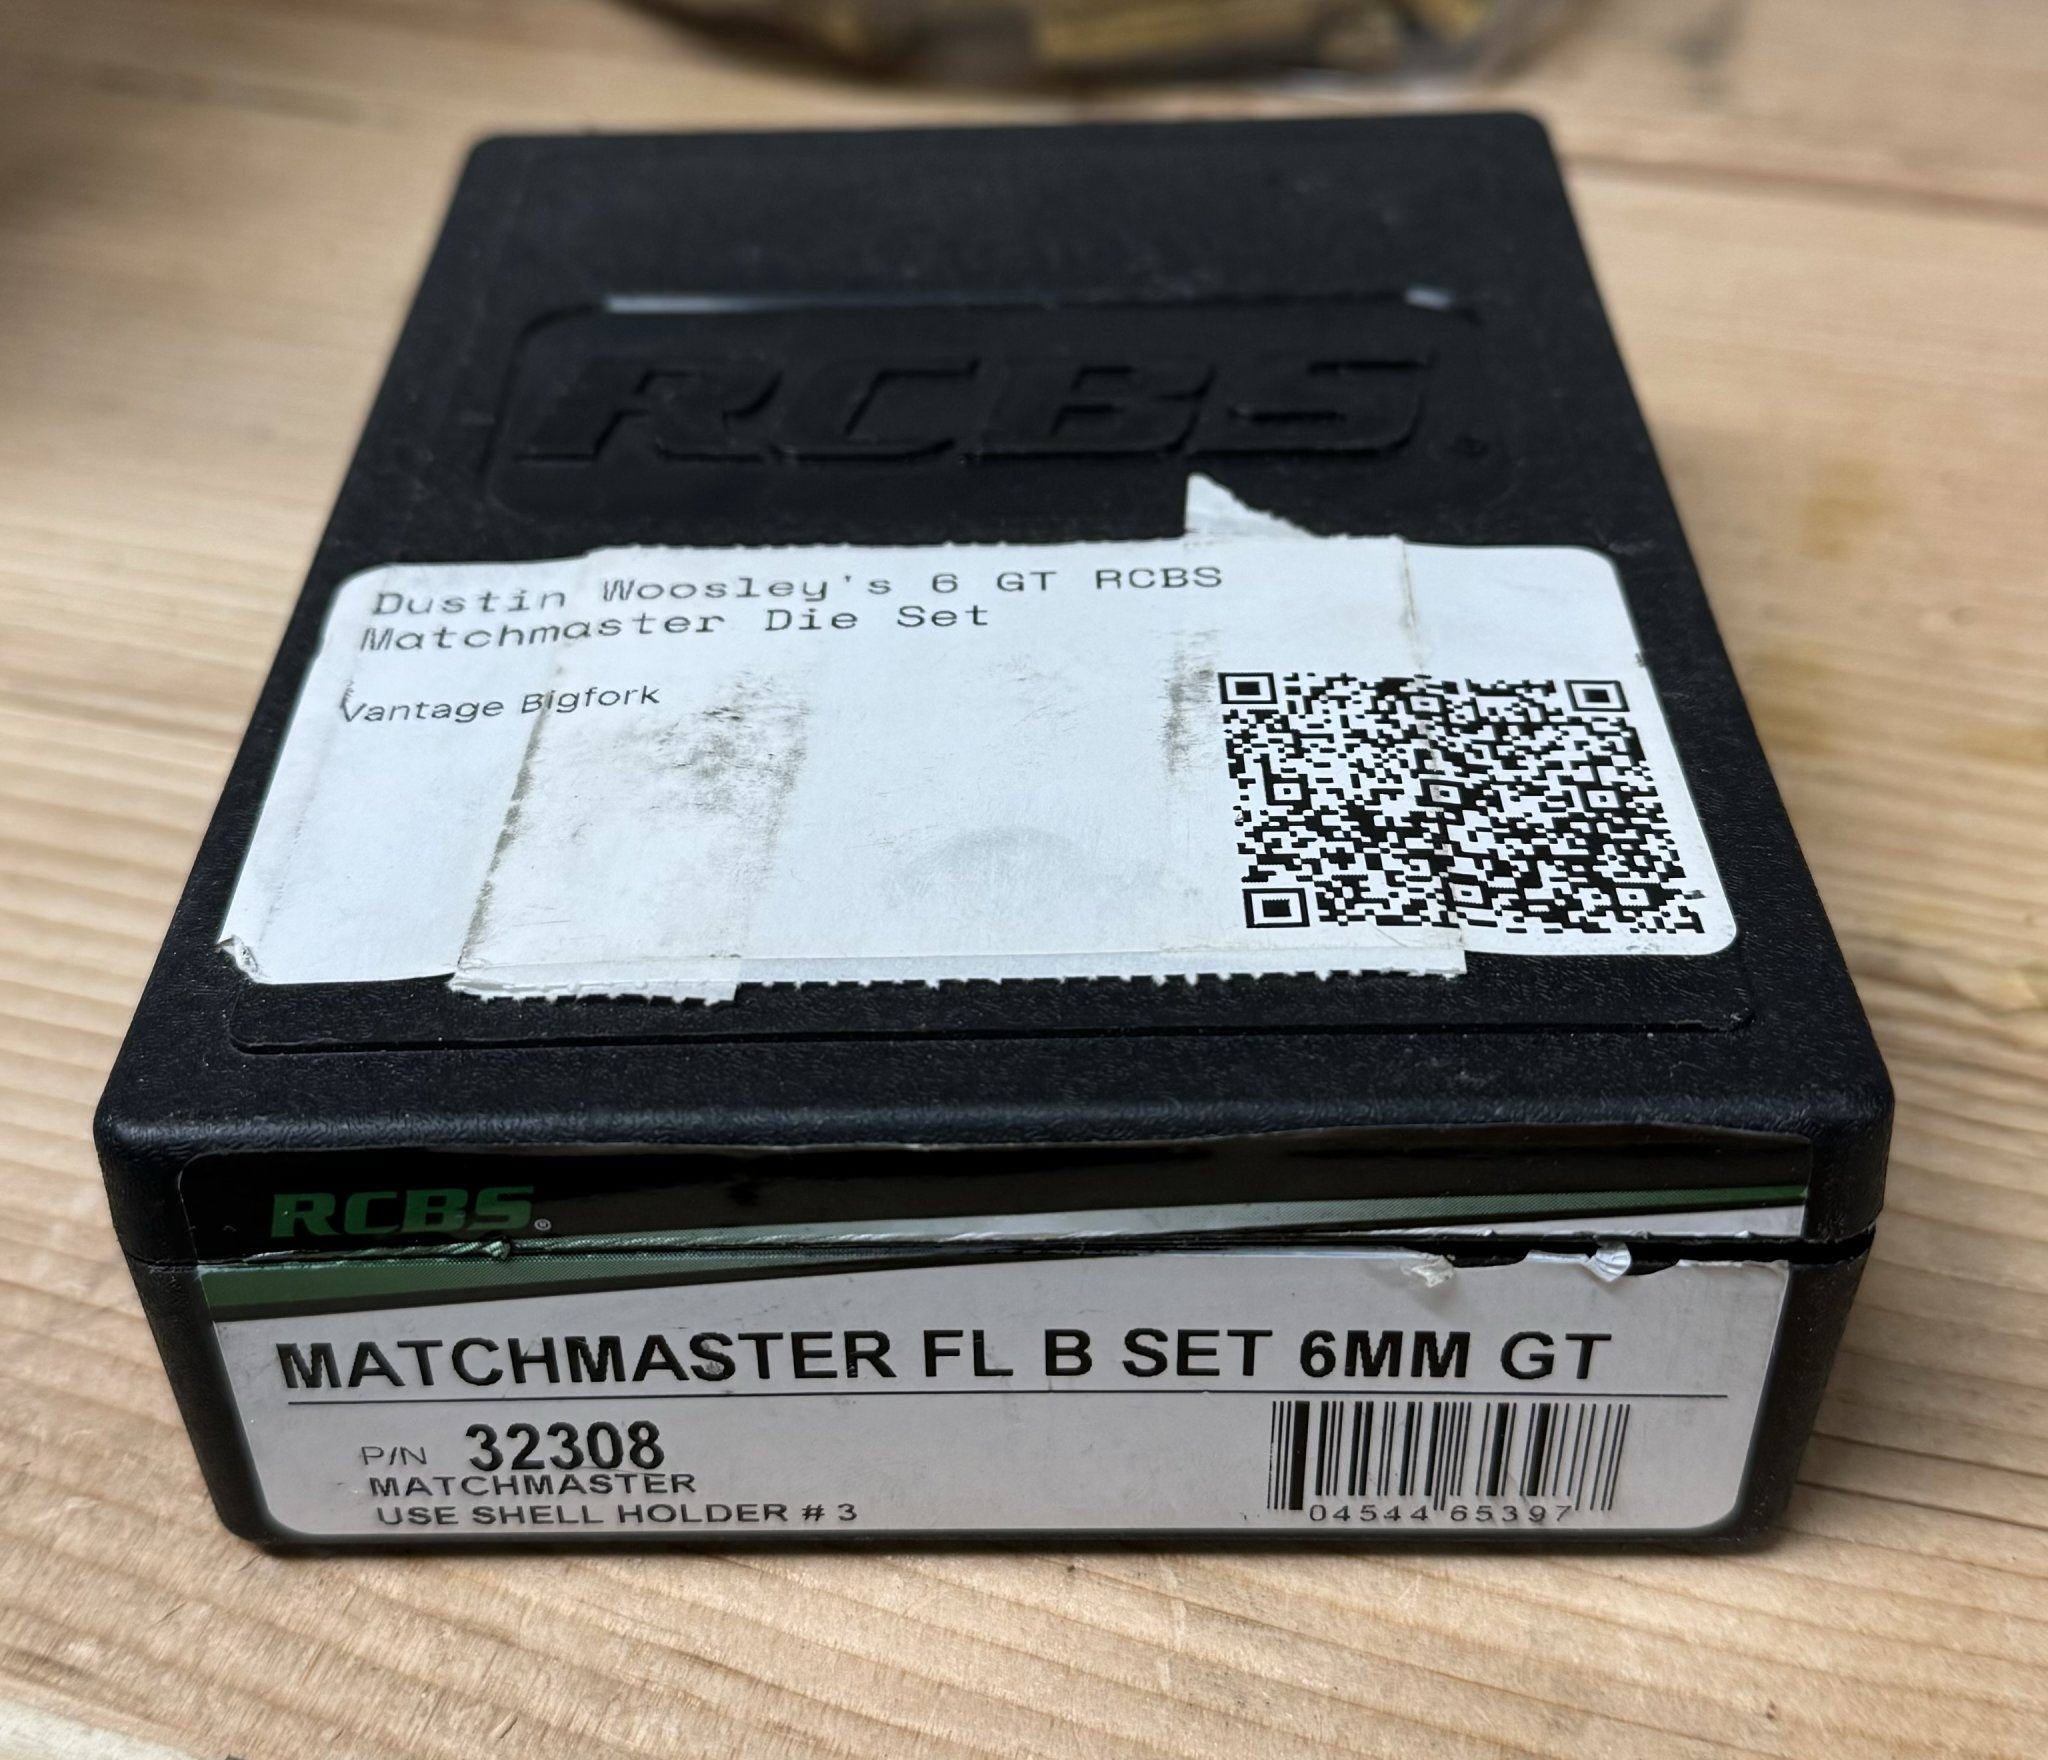 RCBS®
Dustin Woosley's 6 GT RCBS
Matchmaster Die Set
Vantage Bigfork
RCBS®
MATCHMASTER FL B SET 6MM GT
P/N 32308
MATCHMASTER
USE SHELL HOLDER # 3
04544 65397